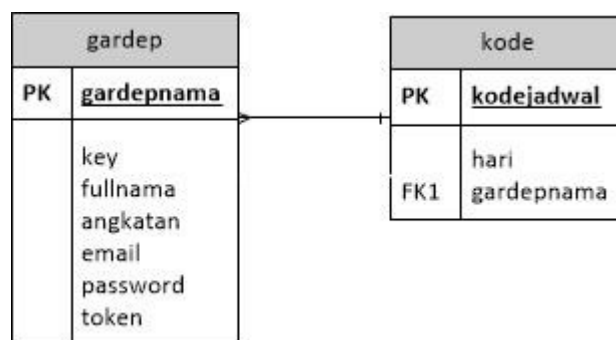 gardep
PK gardepnama
key
fullnama
angkatan
email
password
token
kode
PK kodejadwal
hari
FK1 gardepnama